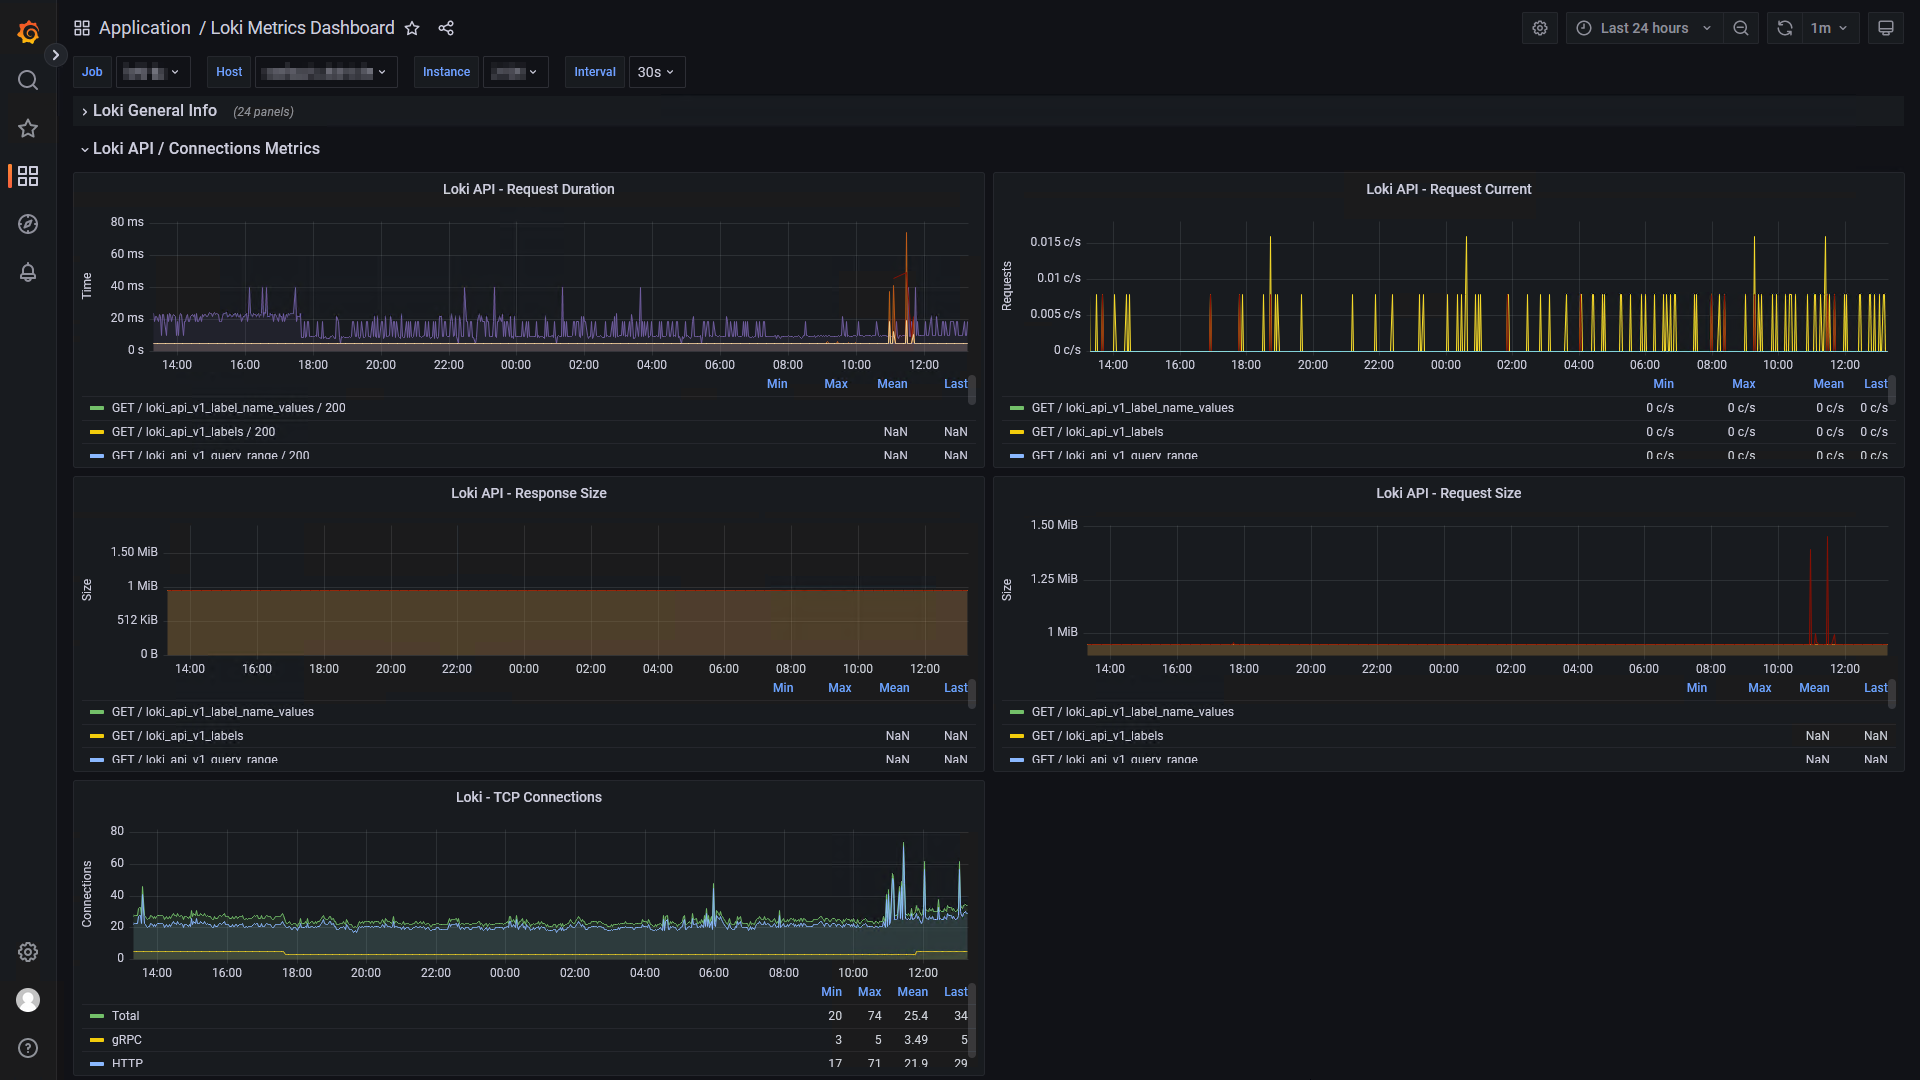 Application / Loki Metrics Dashboard
Last 24 hours
1m
Job
Host
Instance
Interval 30s
Loki General Info (24 panels)
Loki API / Connections Metrics
Loki API - Request Duration
Time
80 ms
60 ms
40 ms
20 ms
0 s
14:00 16:00 18:00 20:00 22:00 00:00 02:00 04:00 06:00 08:00 10:00 12:00
Min Max Mean Last
GET / loki_api_v1_label_name_values / 200
GET / loki_api_v1_labels / 200 NaN NaN
GET / loki_api_v1_query_range / 200 NaN NaN
Loki API - Request Current
Requests
0.015 c/s
0.01 c/s
0.005 c/s
0 c/s
14:00 16:00 18:00 20:00 22:00 00:00 02:00 04:00 06:00 08:00 10:00 12:00
Min Max Mean Last
GET / loki_api_v1_label_name_values 0 c/s 0 c/s 0 c/s 0 c/s
GET / loki_api_v1_labels 0 c/s 0 c/s 0 c/s 0 c/s
GET / loki_api_v1_query_range 0 c/s 0 c/s 0 c/s 0 c/s
Loki API - Response Size
Size
1.50 MiB
1 MiB
512 KiB
0 B
14:00 16:00 18:00 20:00 22:00 00:00 02:00 04:00 06:00 08:00 10:00 12:00
Min Max Mean Last
GET / loki_api_v1_label_name_values
GET / loki_api_v1_labels NaN NaN
GET / loki_api_v1_query_range NaN NaN
Loki API - Request Size
Size
1.50 MiB
1.25 MiB
1 MiB
14:00 16:00 18:00 20:00 22:00 00:00 02:00 04:00 06:00 08:00 10:00 12:00
Min Max Mean Last
GET / loki_api_v1_label_name_values
GET / loki_api_v1_labels NaN NaN
GET / loki_api_v1_query_range NaN NaN
Loki - TCP Connections
Connections
80
60
40
20
0
14:00 16:00 18:00 20:00 22:00 00:00 02:00 04:00 06:00 08:00 10:00 12:00
Min Max Mean Last
Total 20 74 25.4 34
gRPC 3 5 3.49 5
HTTP 17 71 21.9 29